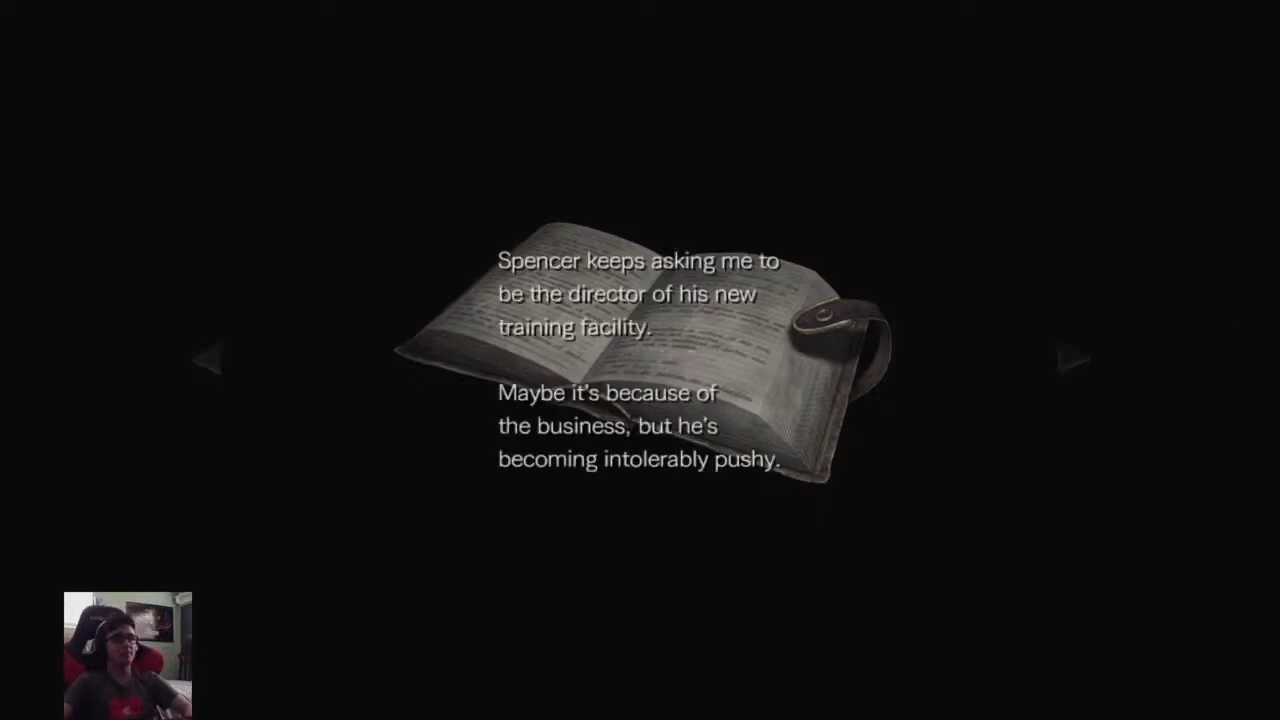 Spencer keeps asking me to
be the director of his new
training facility.
Maybe it's because of
the business, but he's
becoming intolerably pushy.